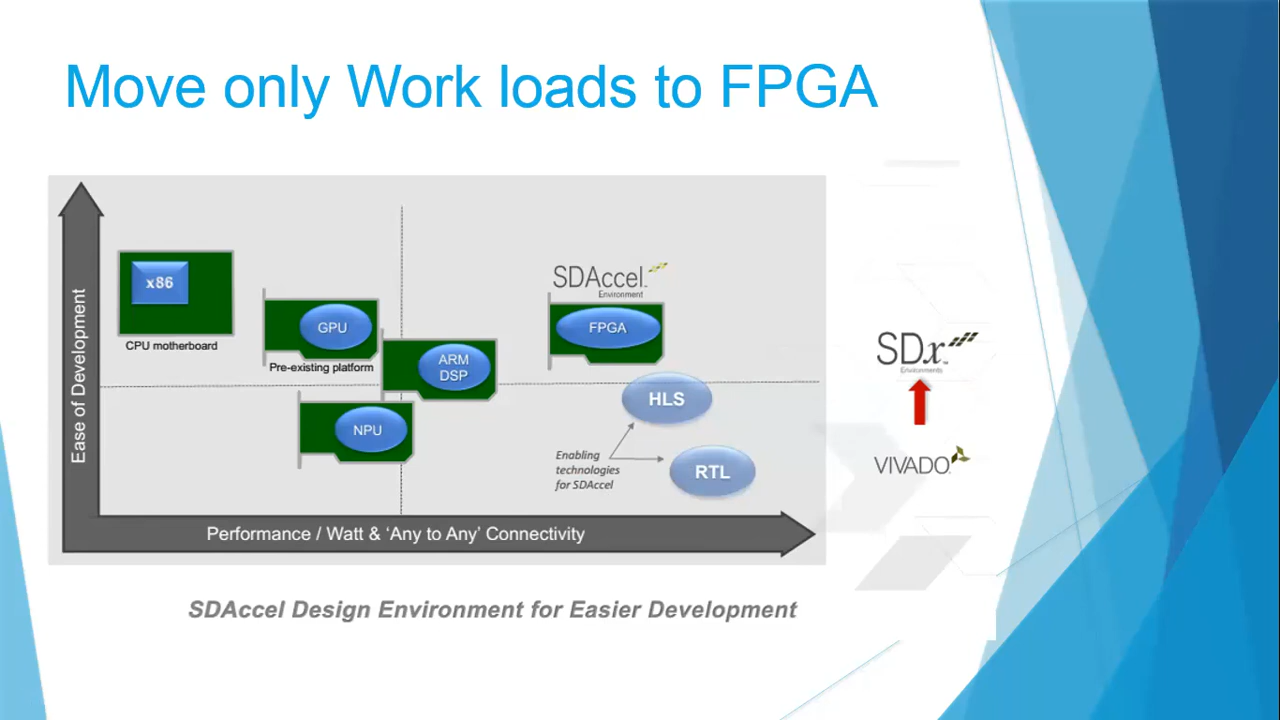 Move only Work loads to FPGA
Ease of Development
x86
CPU motherboard
GPU
Pre-existing platform
ARM
DSP
NPU
SDAccel
Environment
FPGA
HLS
Enabling
technologies
for SDAccel
RTL
Performance / Watt & ‘Any to Any’ Connectivity
SDx
Environments
VIVADO
SDAccel Design Environment for Easier Development